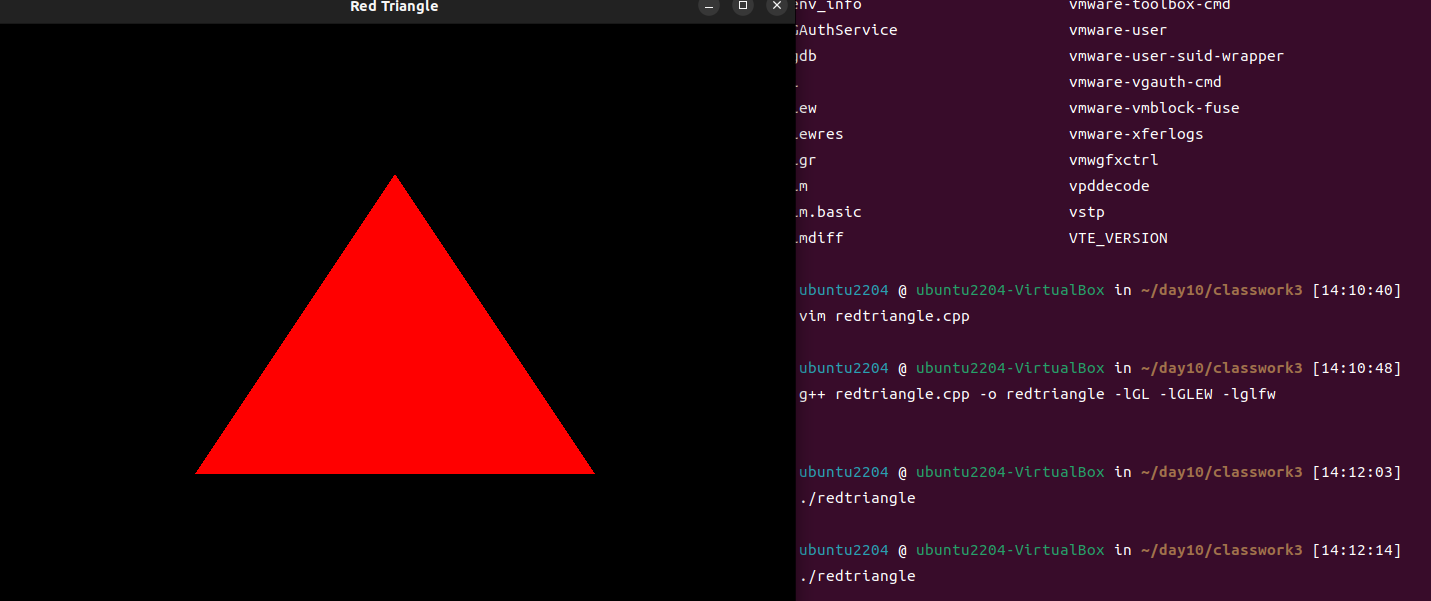 Red Triangle
env_info vmware-toolbox-cmd
GAuthService vmware-user
gdb vmware-user-suid-wrapper
vmware-vgauth-cmd
ew vmware-vmblock-fuse
ewres vmware-xferlogs
gr vmwgfxctrl
m vpddecode
m.basic vstp
mdiff VTE_VERSION
ubuntu2204 @ ubuntu2204-VirtualBox in ~/day10/classwork3 [14:10:40]
vim redtriangle.cpp
ubuntu2204 @ ubuntu2204-VirtualBox in ~/day10/classwork3 [14:10:48]
g++ redtriangle.cpp -o redtriangle -lGL -lGLEW -lglfw
ubuntu2204 @ ubuntu2204-VirtualBox in ~/day10/classwork3 [14:12:03]
./redtriangle
ubuntu2204 @ ubuntu2204-VirtualBox in ~/day10/classwork3 [14:12:14]
./redtriangle